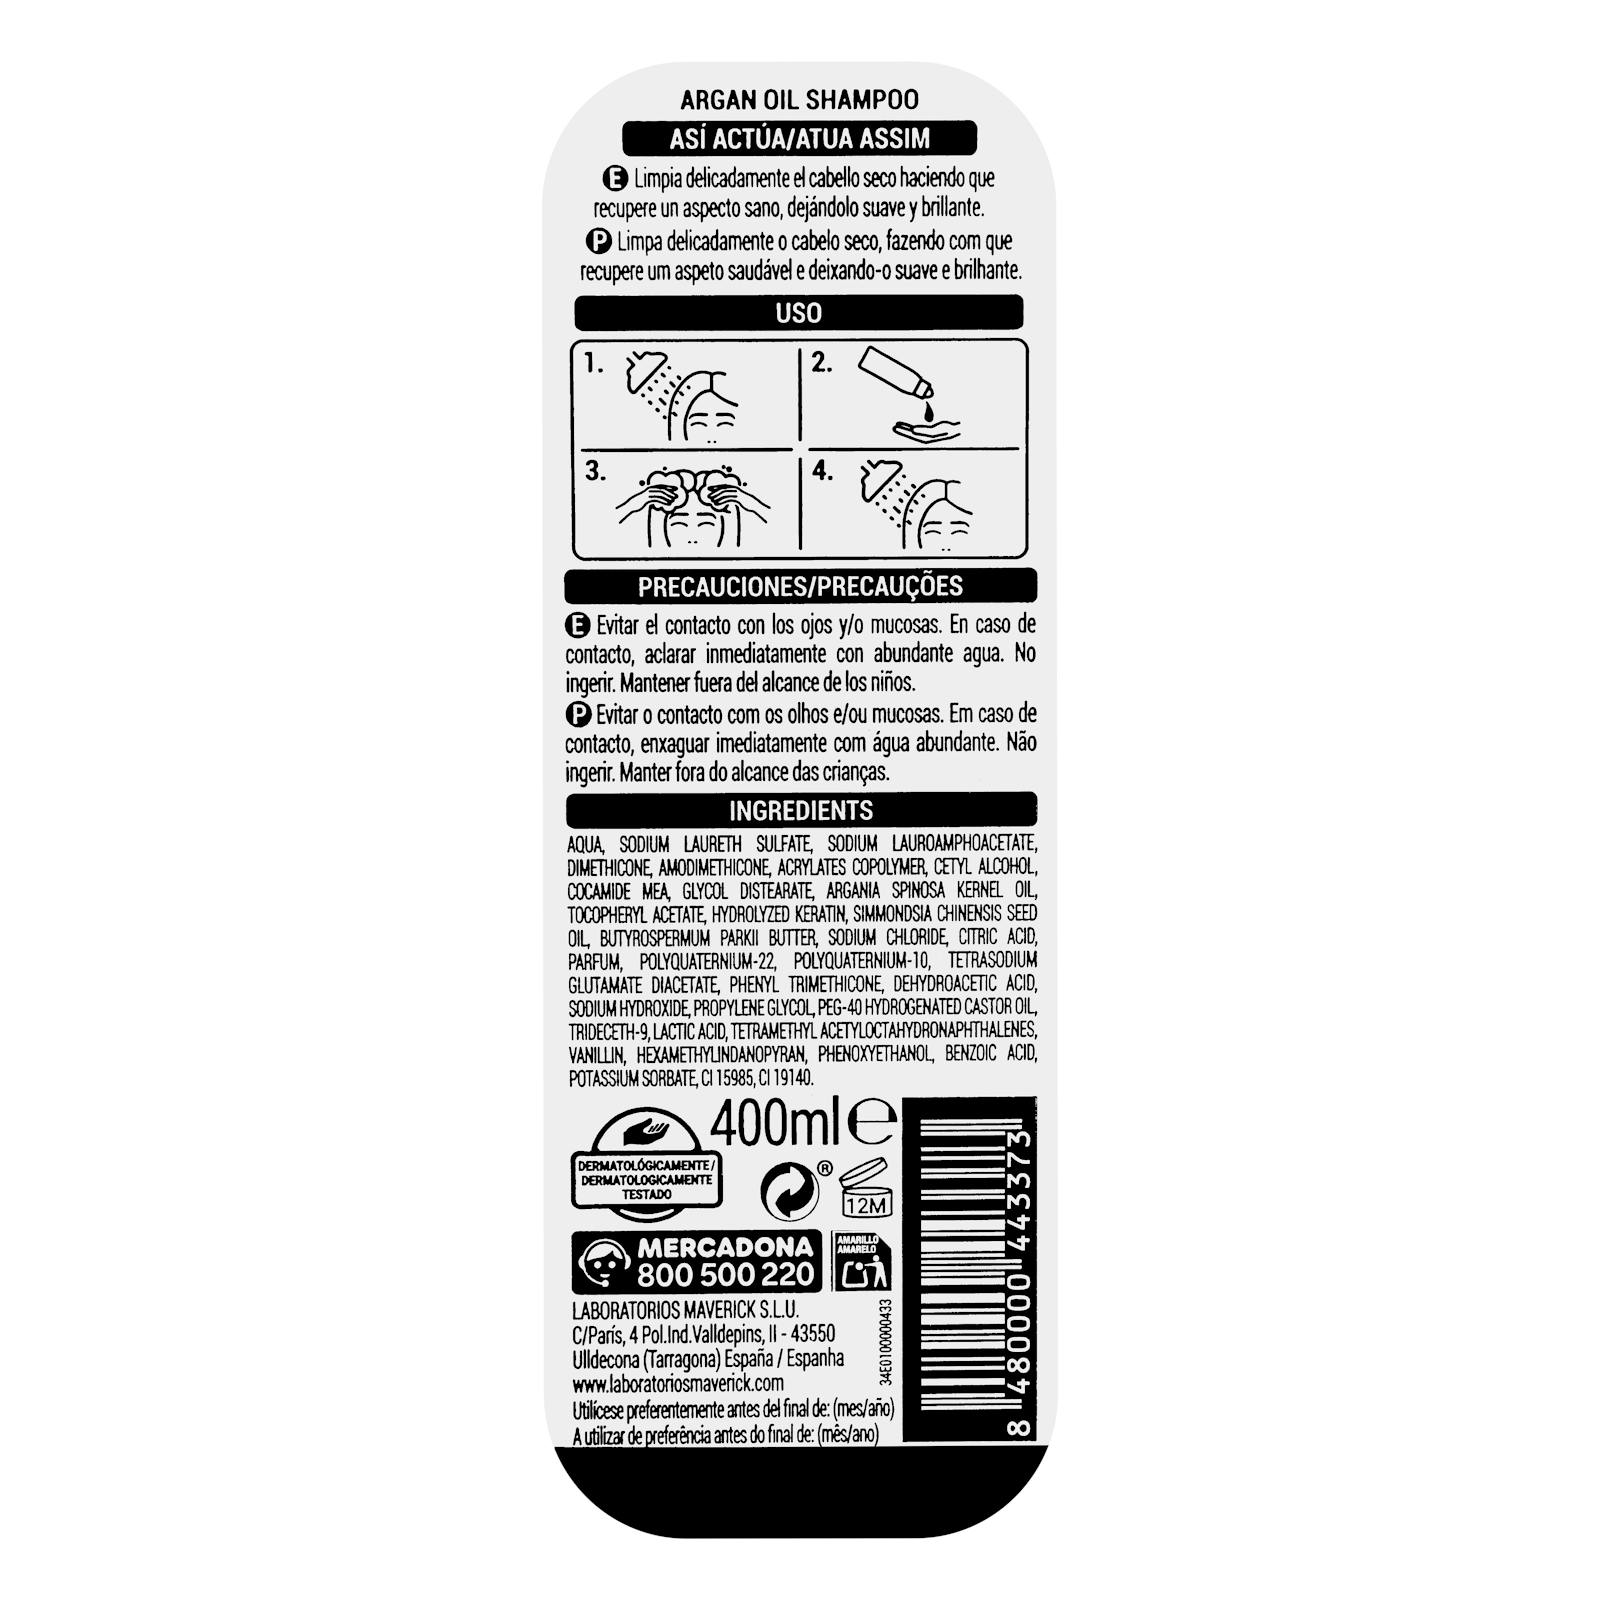 ARGAN OIL SHAMPOO
ASÍ ACTÚA/ATUA ASSIM
E Limpia delicadamente el cabello seco haciendo que
recupere un aspecto sano, dejándolo suave y brillante.
P Limpa delicadamente o cabelo seco, fazendo com que
recupere um aspeto saudável e deixando-o suave e brilhante.
USO
1.
2.
3.
4.
PRECAUCIONES/PRECAUÇÕES
E Evitar el contacto con los ojos y/o mucosas. En caso de
contacto, aclarar inmediatamente con abundante agua. No
ingerir. Mantener fuera del alcance de los niños.
P Evitar o contacto com os olhos e/ou mucosas. Em caso de
contacto, enxaguar imediatamente com água abundante. Não
ingerir. Manter fora do alcance das crianças.
INGREDIENTS
AQUA, SODIUM LAURETH SULFATE, SODIUM LAUROAMPHOACETATE,
DIMETHICONE, AMODIMETHICONE, ACRYLATES COPOLYMER, CETYL ALCOHOL,
COCAMIDE MEA, GLYCOL DISTEARATE, ARGANIA SPINOSA KERNEL OIL,
TOCOPHERYL ACETATE, HYDROLYZED KERATIN, SIMMONDSIA CHINENSIS SEED
OIL, BUTYROSPERMUM PARKII BUTTER, SODIUM CHLORIDE, CITRIC ACID,
PARFUM, POLYQUATERNIUM-22, POLYQUATERNIUM-10, TETRASODIUM
GLUTAMATE DIACETATE, PHENYL TRIMETHICONE, DEHYDROACETIC ACID,
SODIUM HYDROXIDE, PROPYLENE GLYCOL, PEG-40 HYDROGENATED CASTOR OIL,
TRIDECETH-9, LACTIC ACID, TETRAMETHYL ACETYLOCTAHYDRONAPHTHALENES,
VANILLIN, HEXAMETHYLINDANOPYRAN, PHENOXYETHANOL, BENZOIC ACID,
POTASSIUM SORBATE, CI 15985, CI 19140.
400ml e
DERMATOLÓGICAMENTE/
DERMATOLOGICAMENTE
TESTADO
®
12M
MERCADONA
800 500 220
AMARILLO
AMARELO
LABORATORIOS MAVERICK S.L.U.
C/París, 4 Pol.Ind.Valldepins, II - 43550
Ulldecona (Tarragona) España / Espanha
www.laboratoriosmaverick.com
Utilícese preferentemente antes del final de: (mes/año)
A utilizar de preferência antes do final de: (mês/ano)
34E0100000433
8 480000 443373